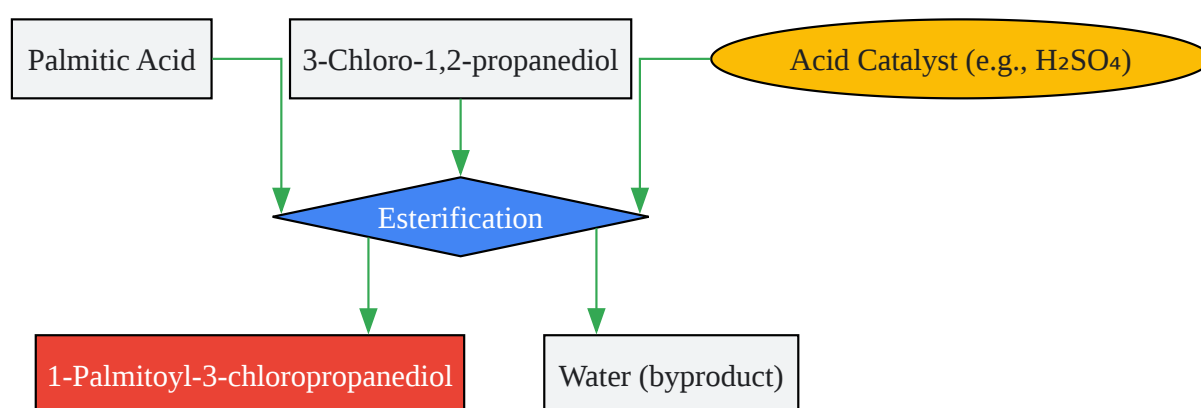 Palmitic Acid
3-Chloro-1,2-propanediol
Acid Catalyst (e.g., H₂SO₄)
Esterification
1-Palmitoyl-3-chloropropanediol
Water (byproduct)